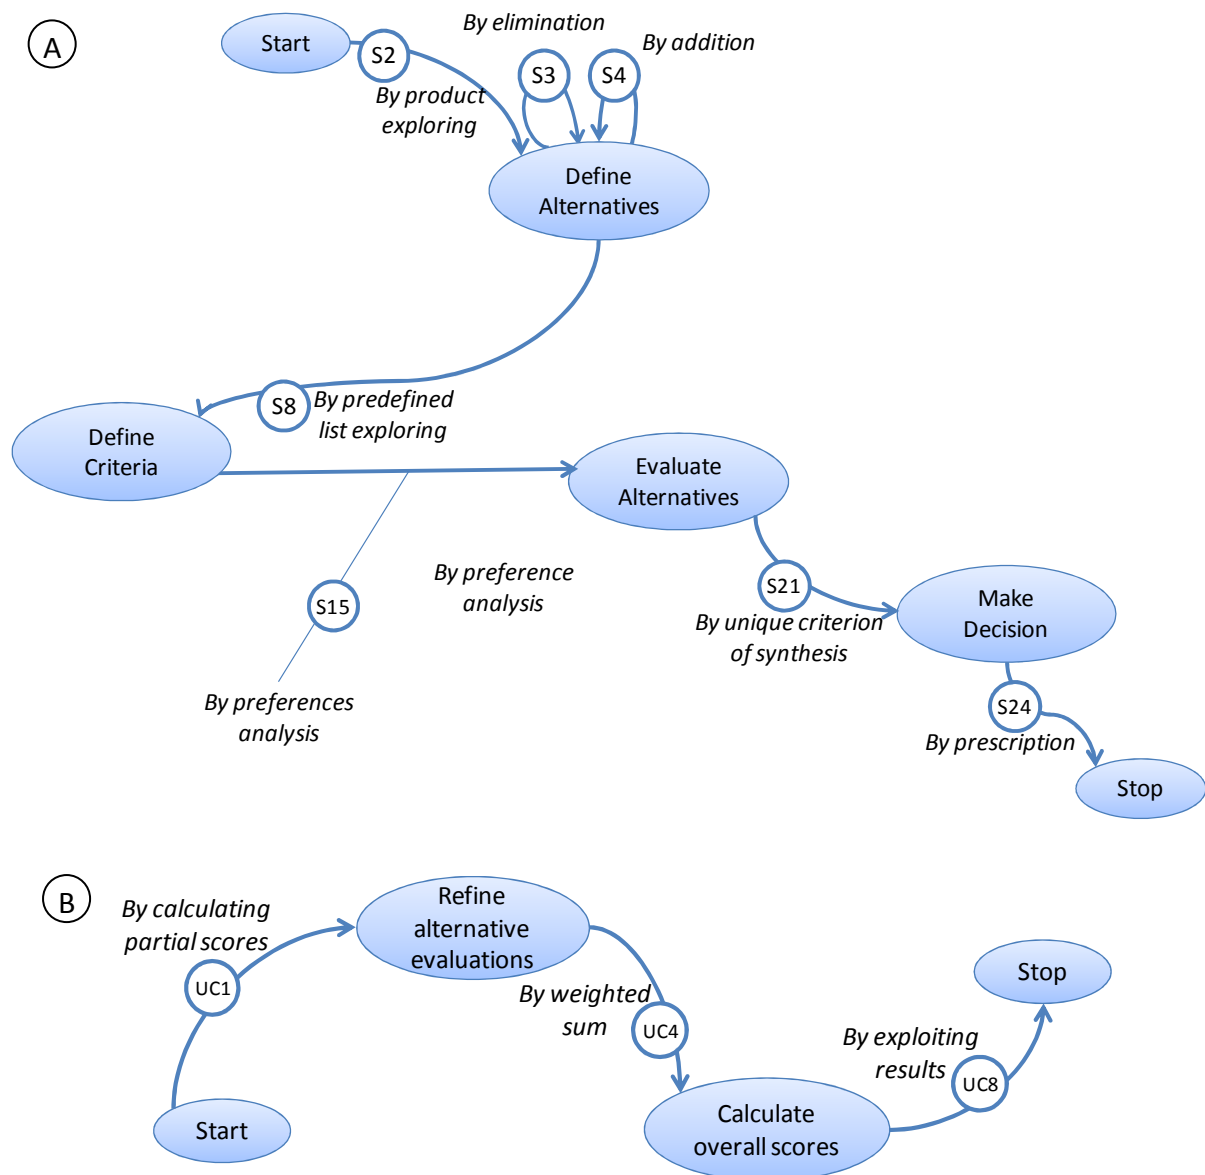 A
Start
S2
By elimination
S3
By addition
S4
By product
exploring
Define
Alternatives
S8
By predefined
list exploring
Define
Criteria
Evaluate
Alternatives
By preference
analysis
S15
By preferences
analysis
S21
By unique criterion
of synthesis
Make
Decision
S24
By prescription
Stop
B
By calculating
partial scores
UC1
Start
Refine
alternative
evaluations
By weighted
sum
UC4
Calculate
overall scores
By exploiting
results
UC8
Stop